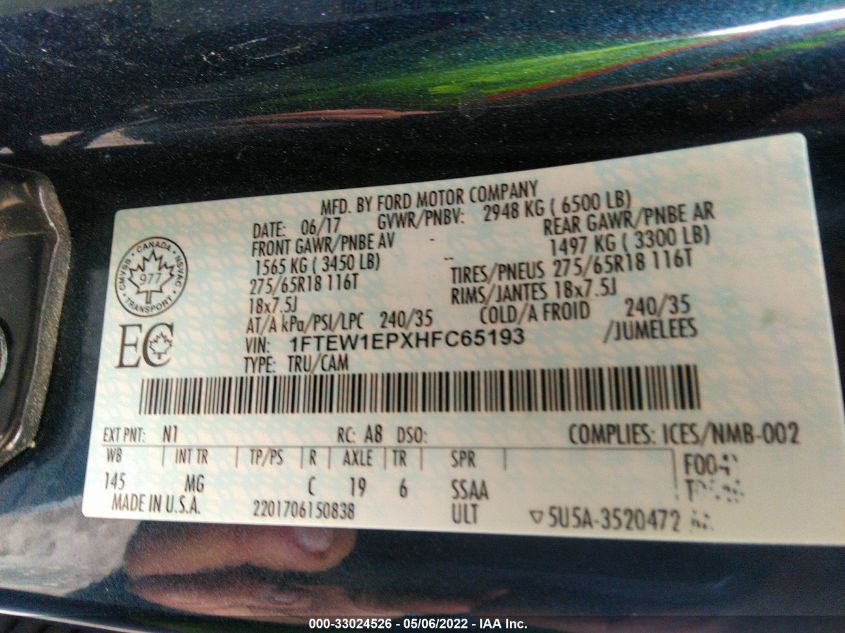 MFD. BY FORD MOTOR COMPANY
DATE: 06/17 GVWR/PNBV: 2948 KG ( 6500 LB)
FRONT GAWR/PNBE AV -- REAR GAWR/PNBE AR
1565 KG ( 3450 LB) - 1497 KG ( 3300 LB)
275/65R18 116T TIRES/PNEUS 275/65R18 116T
18x7.5J RIMS/JANTES 18x7.5J
AT/A kPa/PSI/LPC 240/35 COLD/A FROID 240/35
VIN: 1FTEW1EPXHFC65193 /JUMELEES
TYPE: TRU/CAM
CANADA
CMVSS NSVAC
977
TRANSPORT
EC
EXT PNT: N1 RC: A8 DSO: COMPLIES: ICES/NMB-002
WB INT TR TP/PS R AXLE TR SPR
145 MG C 19 6 SSAA
MADE IN U.S.A. 2201706150838 ULT ▽5U5A-3520472
000-33024526 - 05/06/2022 - IAA Inc.